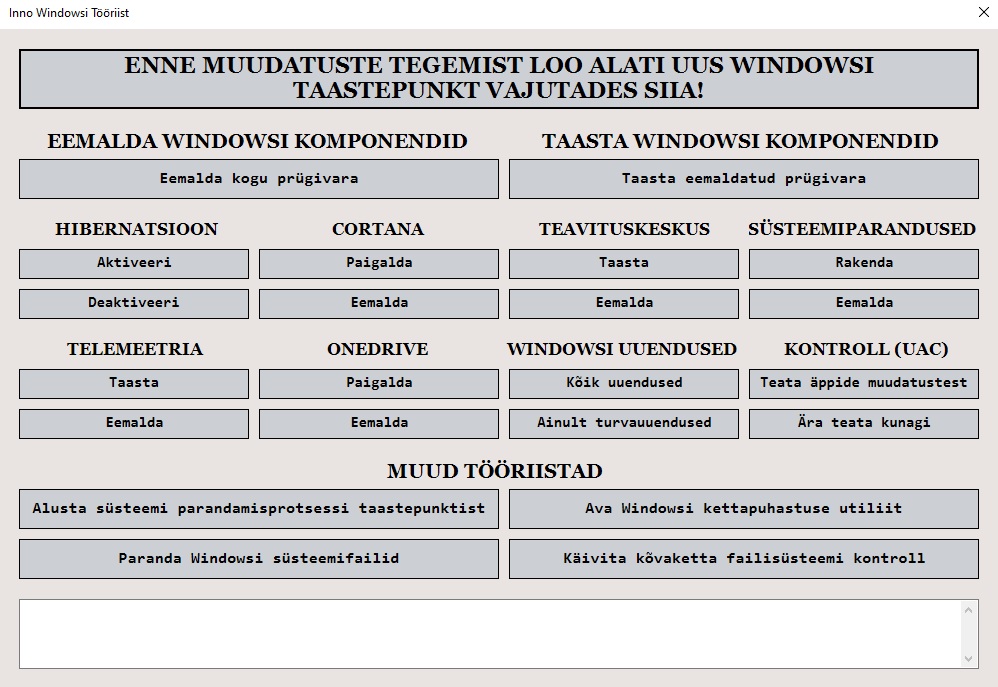 Inno Windowsi Tööriist
ENNE MUUDATUSTE TEGEMIST LOO ALATI UUS WINDOWSI
TAASTEPUNKT VAJUTADES SIIA!
EEMALDA WINDOWSI KOMPONENDID
TAASTA WINDOWSI KOMPONENDID
Eemalda kogu prügivara
Taasta eemaldatud prügivara
HIBERNATSIOON
CORTANA
TEAVITUSKESKUS
SÜSTEEMIPARANDUSED
Aktiveeri
Paigalda
Taasta
Rakenda
Deaktiveeri
Eemalda
Eemalda
Eemalda
TELEMEETRIA
ONEDRIVE
WINDOWSI UUENDUSED
KONTROLL (UAC)
Taasta
Paigalda
Kõik uuendused
Teata äppide muudatustest
Eemalda
Eemalda
Ainult turvauuendused
Ära teata kunagi
MUUD TÖÖRIISTAD
Alusta süsteemi parandamisprotsessi taastepunktist
Ava Windowsi kettapuhastuse utiliit
Paranda Windowsi süsteemifailid
Käivita kõvaketta failisüsteemi kontroll